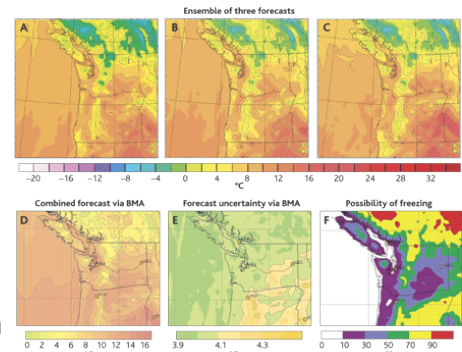 Ensemble of three forecasts
A B C
−20 −16 −12 −8 −4 0 4 8 12 16 20 24 28 32
°C
Combined forecast via BMA Forecast uncertainty via BMA Possibility of freezing
D E F
0 2 4 6 8 10 12 14 16 3.9 4.1 4.3 0 10 30 50 70 90